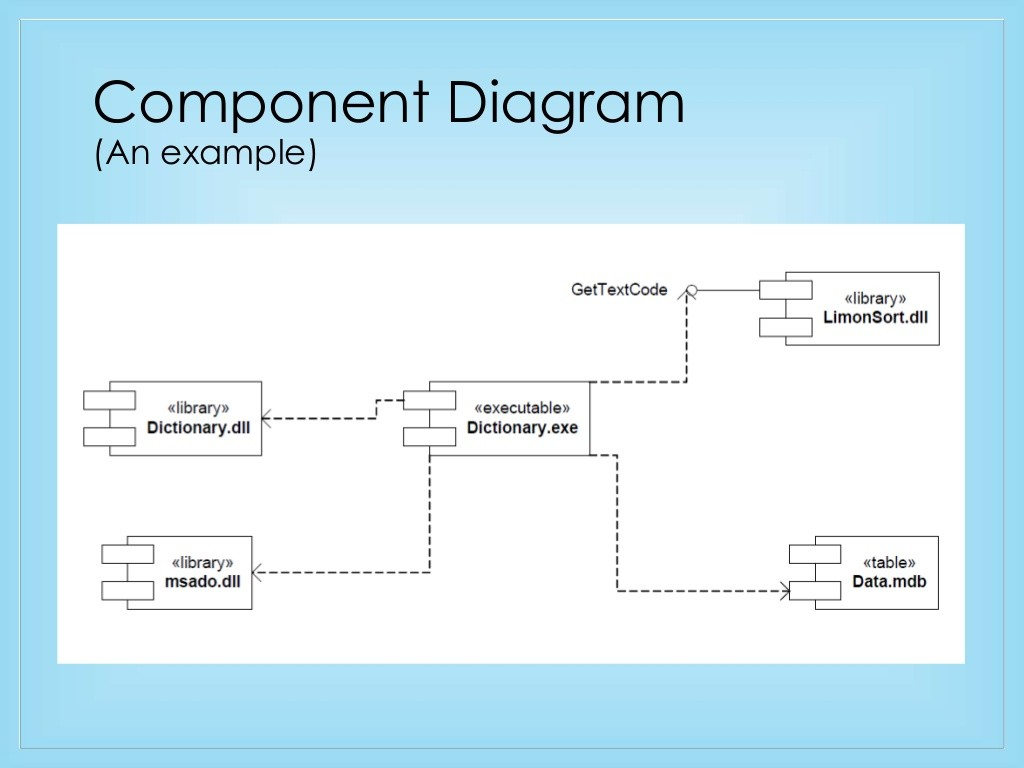 Component Diagram
(An example)
GetTextCode
«library»
LimonSort.dll
«library»
Dictionary.dll
«executable»
Dictionary.exe
«library»
msado.dll
«table»
Data.mdb